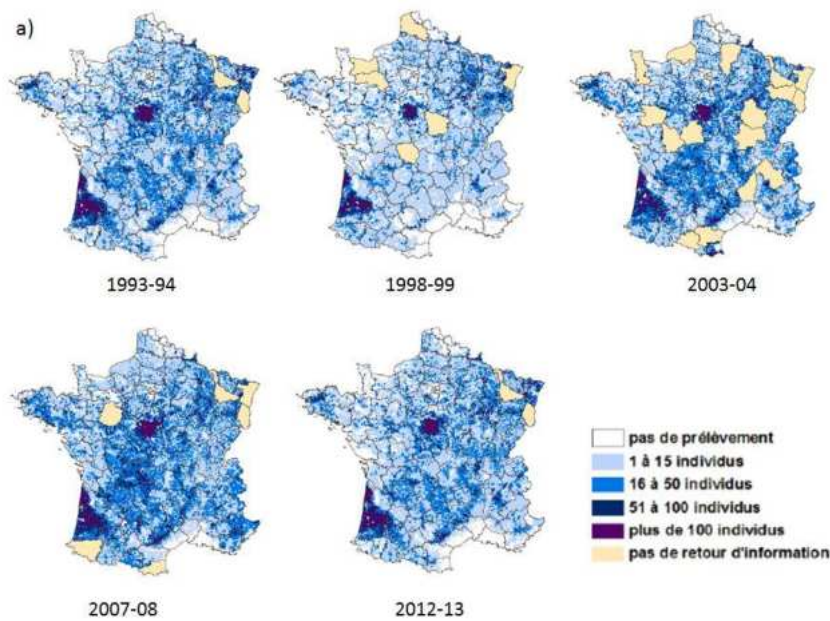 a)
1993-94
1998-99
2003-04
2007-08
2012-13
pas de prélèvement
1 à 15 individus
16 à 50 individus
51 à 100 individus
plus de 100 individus
pas de retour d'information